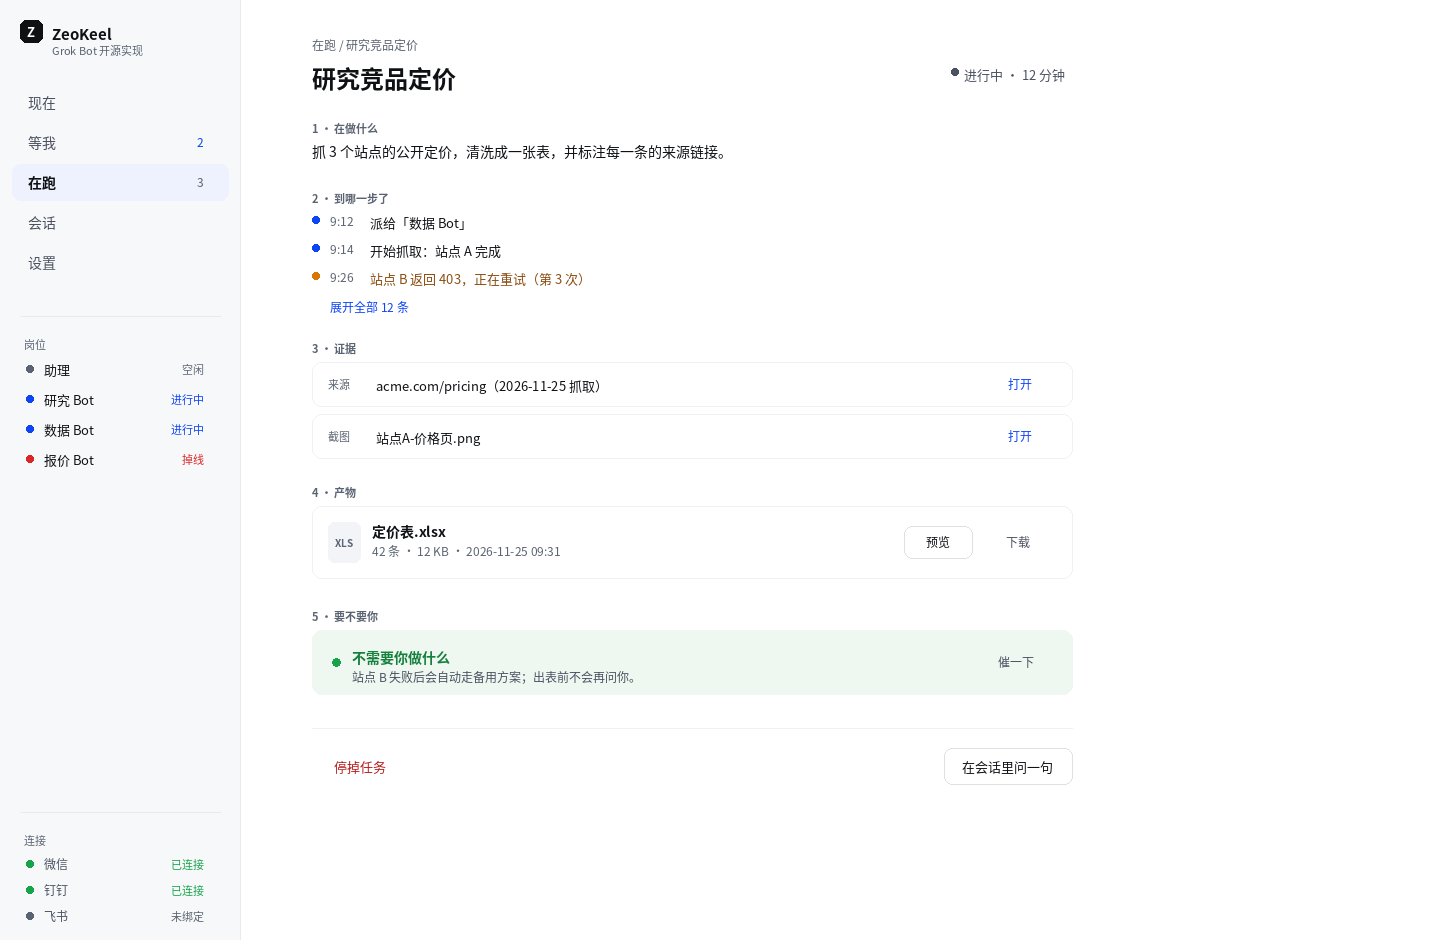 Z
ZeoKeel
Grok Bot 开源实现
现在
等我 2
在跑 3
会话
设置
岗位
助理 空闲
研究 Bot 进行中
数据 Bot 进行中
报价 Bot 掉线
连接
微信 已连接
钉钉 已连接
飞书 未绑定
在跑 / 研究竞品定价
研究竞品定价
进行中 · 12 分钟
1 · 在做什么
抓 3 个站点的公开定价，清洗成一张表，并标注每一条的来源链接。
2 · 到哪一步了
9:12 派给「数据 Bot」
9:14 开始抓取：站点 A 完成
9:26 站点 B 返回 403，正在重试（第 3 次）
展开全部 12 条
3 · 证据
来源 acme.com/pricing（2026-11-25 抓取） 打开
截图 站点A-价格页.png 打开
4 · 产物
XLS
定价表.xlsx
42 条 · 12 KB · 2026-11-25 09:31
预览 下载
5 · 要不要你
不需要你做什么
站点 B 失败后会自动走备用方案；出表前不会再问你。
催一下
停掉任务 在会话里问一句